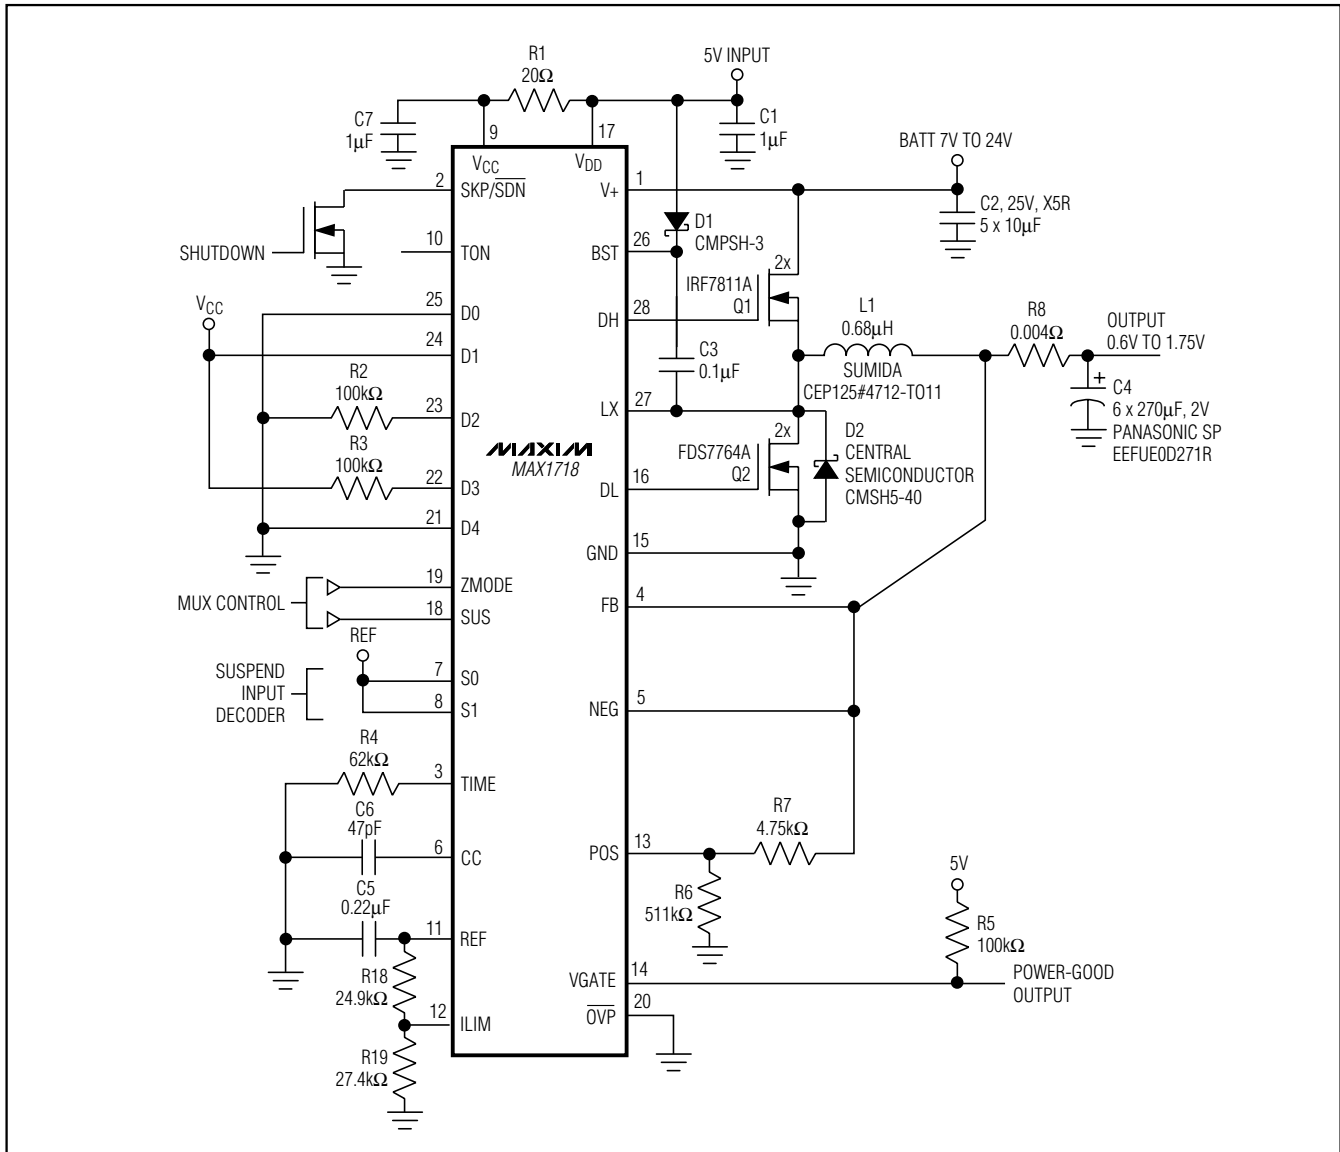 R1
20Ω
5V INPUT
C7
1μF
9
17
C1
1μF
VCC
VDD
BATT 7V TO 24V
2
SKP/SDN
V+
1
C2, 25V, X5R
5 x 10μF
SHUTDOWN
10
TON
BST
26
D1
CMPSH-3
2x
IRF7811A
Q1
VCC
25
D0
DH
28
L1
0.68μH
SUMIDA
CEP125#4712-TO11
R8
0.004Ω
OUTPUT
0.6V TO 1.75V
24
D1
C3
0.1μF
+
C4
6 x 270μF, 2V
PANASONIC SP
EEFUE0D271R
R2
100kΩ
23
D2
LX
27
R3
100kΩ
22
D3
MAXIM
MAX1718
2x
FDS7764A
Q2
D2
CENTRAL
SEMICONDUCTOR
CMSH5-40
DL
16
21
D4
GND
15
MUX CONTROL
19
ZMODE
18
SUS
FB
4
REF
SUSPEND
INPUT
DECODER
7
S0
8
S1
NEG
5
R4
62kΩ
3
TIME
C6
47pF
6
CC
POS
13
R7
4.75kΩ
R6
511kΩ
C5
0.22μF
11
REF
5V
R5
100kΩ
R18
24.9kΩ
VGATE
14
POWER-GOOD
OUTPUT
12
ILIM
OVP
20
R19
27.4kΩ